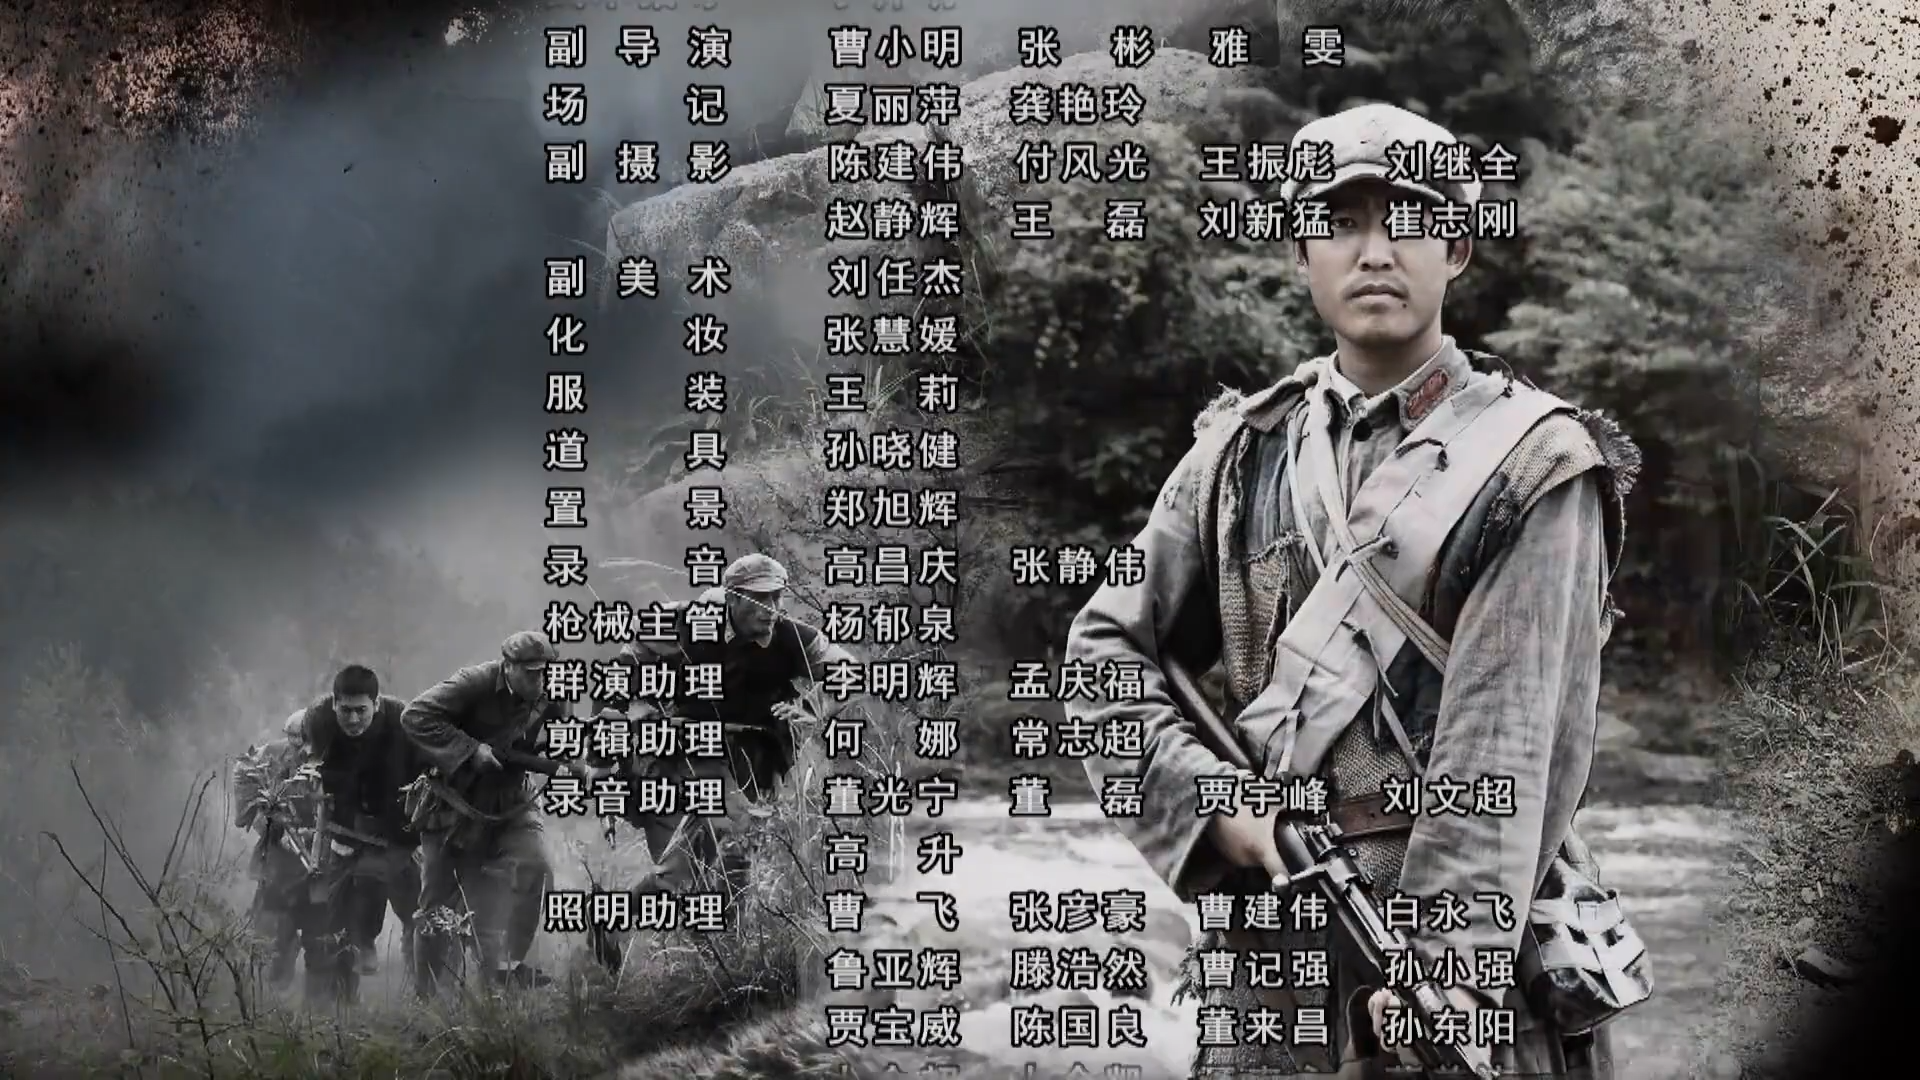 副导演 曹小明 张彬 雅雯
场记 夏丽萍 龚艳玲
副摄影 陈建伟 付风光 王振彪 刘继全
赵静辉 王磊 刘新猛 崔志刚
副美术 刘任杰
化妆 张慧媛
服装 王莉
道具 孙晓健
置景 郑旭辉
录音 高昌庆 张静伟
枪械主管 杨郁泉
群演助理 李明辉 孟庆福
剪辑助理 何娜 常志超
录音助理 董光宁 董磊 贾宇峰 刘文超
高升
照明助理 曹飞 张彦豪 曹建伟 白永飞
鲁亚辉 滕浩然 曹记强 孙小强
贾宝威 陈国良 董来昌 孙东阳